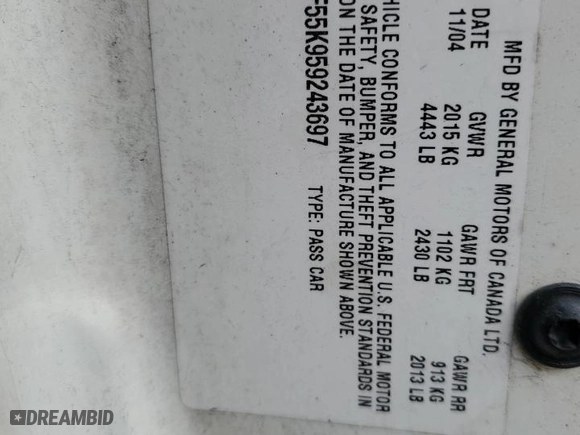 MFD BY GENERAL MOTORS OF CANADA LTD.
DATE GVWR GAWR FRT GAWR RR
11/04 2015 KG 1102 KG 913 KG
4443 LB 2430 LB 2013 LB
HICLE CONFORMS TO ALL APPLICABLE U.S. FEDERAL MOTOR
SAFETY, BUMPER, AND THEFT PREVENTION STANDARDS IN
ON THE DATE OF MANUFACTURE SHOWN ABOVE.
F55K959243697 TYPE: PASS CAR
DREAMBID